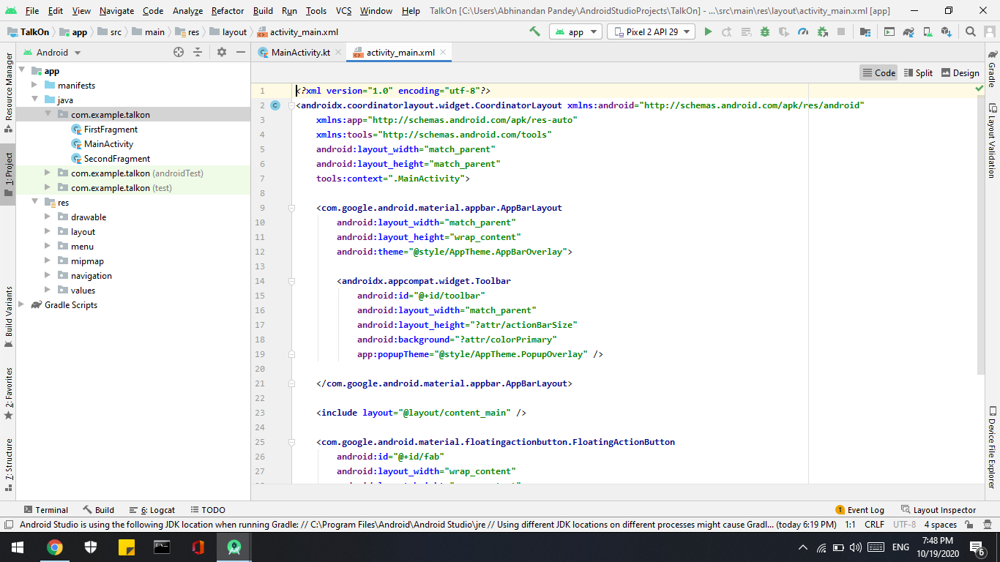 File Edit View Navigate Code Analyze Refactor Build Run Tools VCS Window Help TalkOn [C:\Users\Abhinandan Pandey\AndroidStudioProjects\TalkOn] - ...\src\main\res\layout\activity_main.xml [app]
TalkOn app src main res layout activity_main.xml app Pixel 2 API 29
Android MainActivity.kt activity_main.xml
Code Split Design
Resource Manager
1: Project
Build Variants
2: Favorites
7: Structure
app
manifests
java
com.example.talkon
FirstFragment
MainActivity
SecondFragment
com.example.talkon (androidTest)
com.example.talkon (test)
res
drawable
layout
menu
mipmap
navigation
values
Gradle Scripts
1 <?xml version="1.0" encoding="utf-8"?>
2 C <androidx.coordinatorlayout.widget.CoordinatorLayout xmlns:android="http://schemas.android.com/apk/res/android"
3 xmlns:app="http://schemas.android.com/apk/res-auto"
4 xmlns:tools="http://schemas.android.com/tools"
5 android:layout_width="match_parent"
6 android:layout_height="match_parent"
7 tools:context=".MainActivity">
8
9 <com.google.android.material.appbar.AppBarLayout
10 android:layout_width="match_parent"
11 android:layout_height="wrap_content"
12 android:theme="@style/AppTheme.AppBarOverlay">
13
14 <androidx.appcompat.widget.Toolbar
15 android:id="@+id/toolbar"
16 android:layout_width="match_parent"
17 android:layout_height="?attr/actionBarSize"
18 android:background="?attr/colorPrimary"
19 app:popupTheme="@style/AppTheme.PopupOverlay" />
20
21 </com.google.android.material.appbar.AppBarLayout>
22
23 <include layout="@layout/content_main" />
24
25 <com.google.android.material.floatingactionbutton.FloatingActionButton
26 android:id="@+id/fab"
27 android:layout_width="wrap_content"
Gradle
Layout Validation
Device File Explorer
Terminal Build 6: Logcat TODO 1 Event Log Layout Inspector
Android Studio is using the following JDK location when running Gradle: // C:\Program Files\Android\Android Studio\jre // Using different JDK locations on different processes might cause Gradl... (today 6:19 PM) 1:1 CRLF UTF-8 4 spaces
ENG 7:48 PM
10/19/2020 6